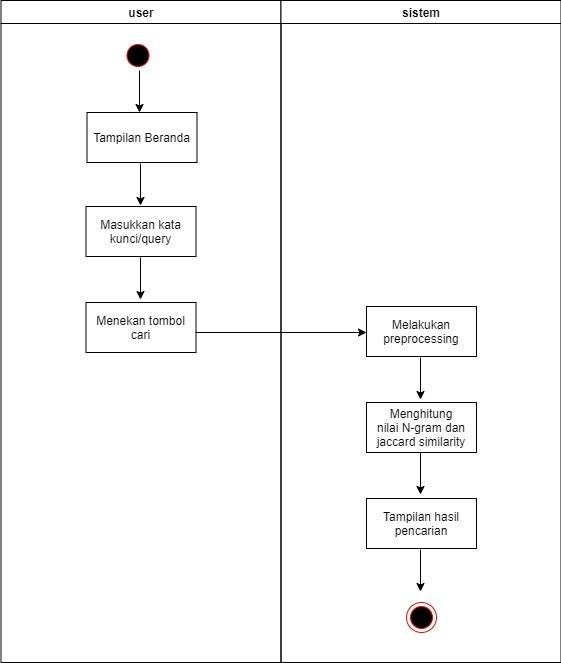 user
sistem
Tampilan Beranda
Masukkan kata
kunci/query
Menekan tombol
cari
Melakukan
preprocessing
Menghitung
nilai N-gram dan
jaccard similarity
Tampilan hasil
pencarian